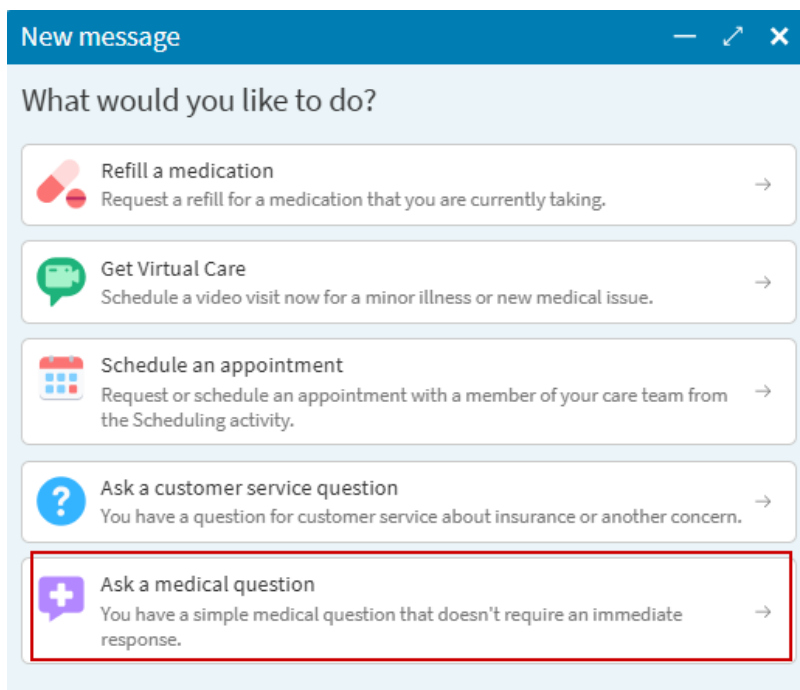 New message
What would you like to do?
Refill a medication
Request a refill for a medication that you are currently taking.
Get Virtual Care
Schedule a video visit now for a minor illness or new medical issue.
Schedule an appointment
Request or schedule an appointment with a member of your care team from
the Scheduling activity.
Ask a customer service question
You have a question for customer service about insurance or another concern.
Ask a medical question
You have a simple medical question that doesn't require an immediate
response.